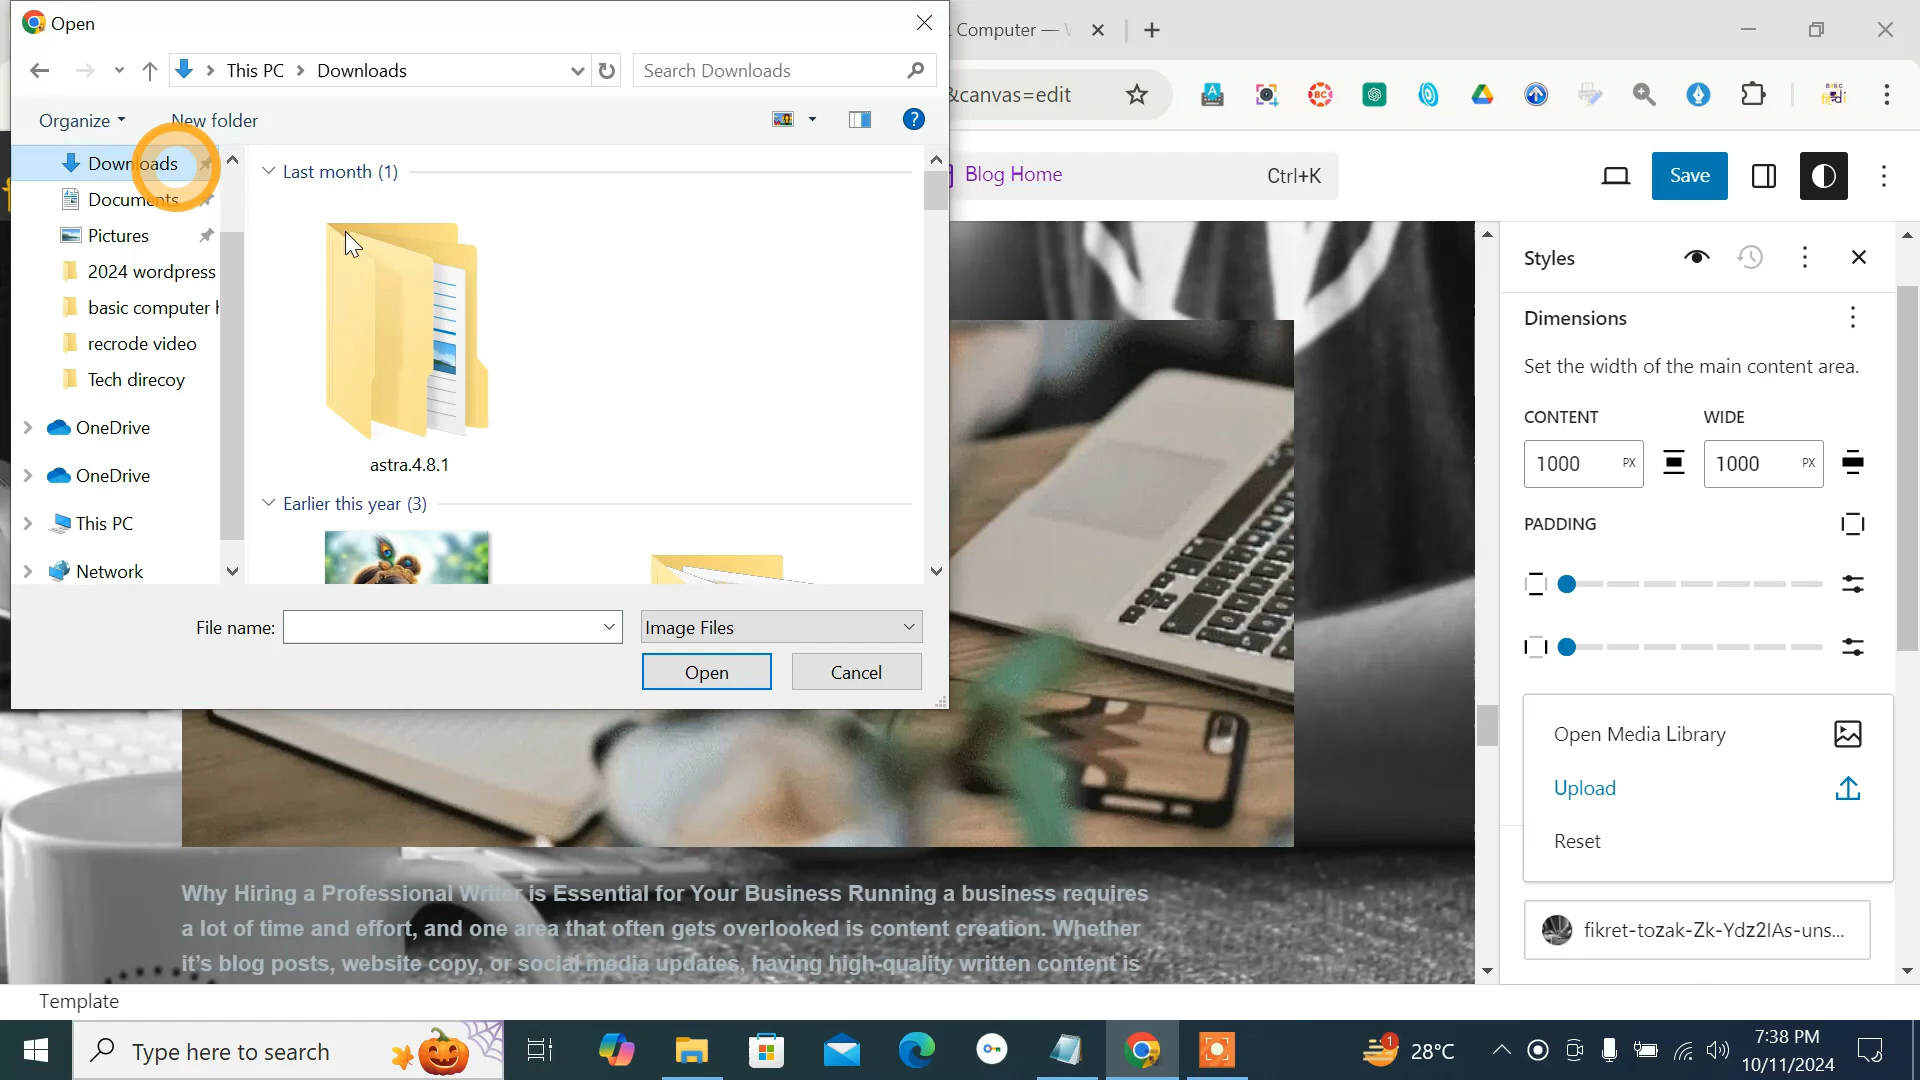 Open
This PC
Downloads
Search Downloads
Organize
New folder
Downloads
Documents
Pictures
2024 wordpress
basic computer
recrode video
Tech direcoy
OneDrive
OneDrive
This PC
Network
Last month (1)
astra.4.8.1
Earlier this year (3)
File name:
Image Files
Open
Cancel
Computer —
&canvas=edit
Blog Home
Ctrl+K
Save
Styles
Dimensions
Set the width of the main content area.
CONTENT
WIDE
1000 PX
1000 PX
PADDING
Open Media Library
Upload
Reset
fikret-tozak-Zk-Ydz2IAs-uns...
Why Hiring a Professional Writer is Essential for Your Business Running a business requires
a lot of time and effort, and one area that often gets overlooked is content creation. Whether
it's blog posts, website copy, or social media updates, having high-quality written content is
Template
Type here to search
1
28°C
7:38 PM
10/11/2024